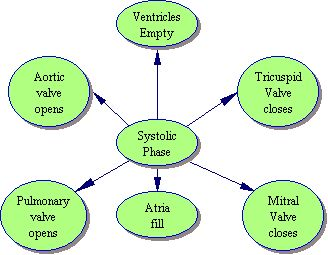 Ventricles
Empty
Aortic
valve
opens
Tricuspid
Valve
closes
Systolic
Phase
Pulmonary
valve
opens
Atria
fill
Mitral
Valve
closes